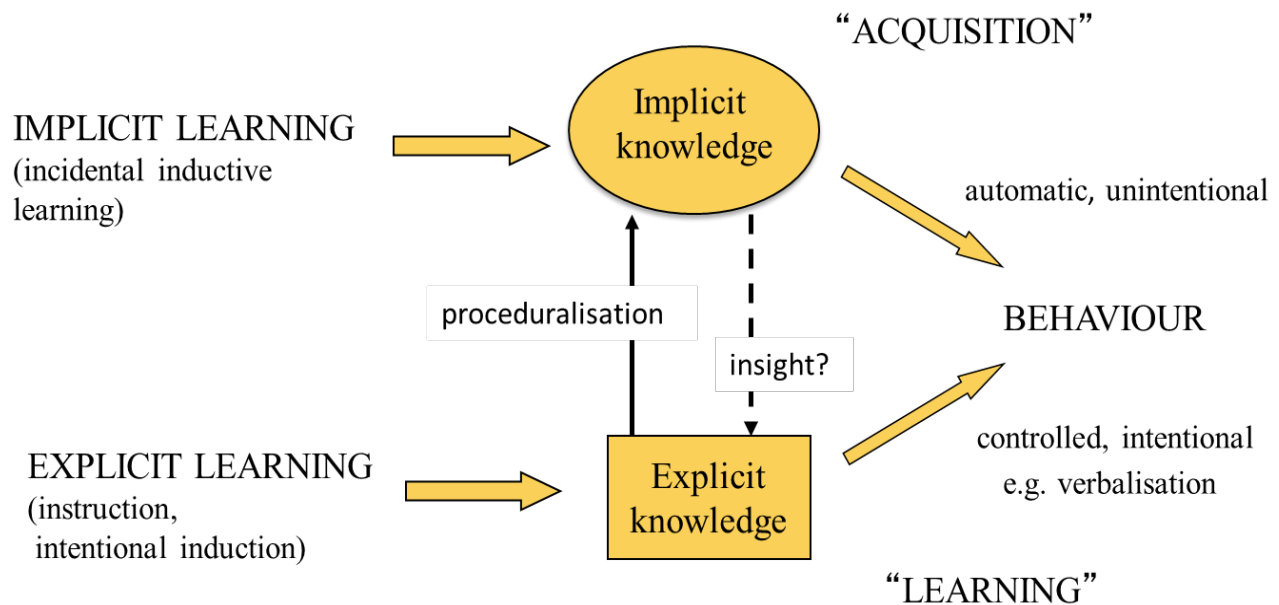 “ACQUISITION”
IMPLICIT LEARNING
(incidental inductive
learning)
Implicit
knowledge
automatic, unintentional
proceduralisation
BEHAVIOUR
insight?
EXPLICIT LEARNING
(instruction,
intentional induction)
Explicit
knowledge
controlled, intentional
e.g. verbalisation
“LEARNING”